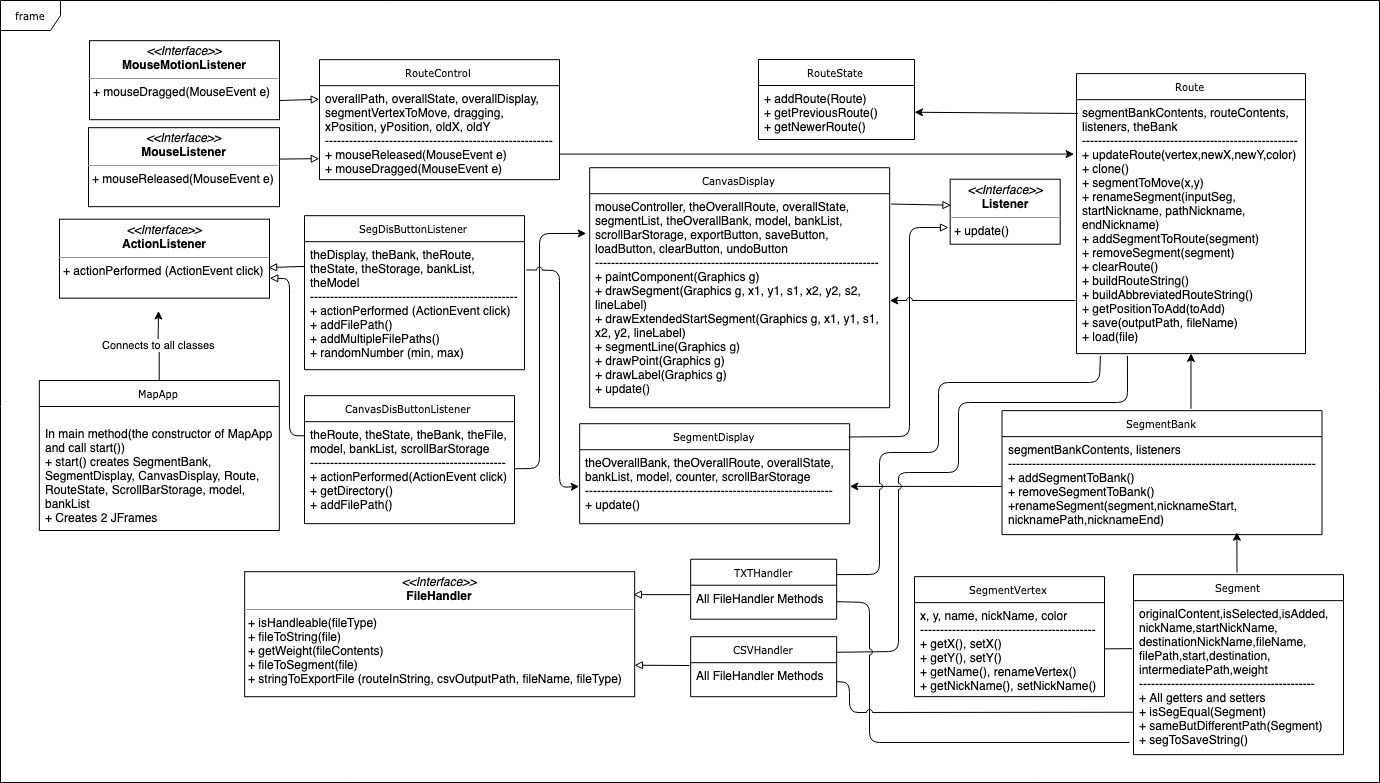 frame
<<Interface>>
MouseMotionListener
+ mouseDragged(MouseEvent e)
<<Interface>>
MouseListener
+ mouseReleased(MouseEvent e)
RouteControl
overallPath, overallState, overallDisplay,
segmentVertexToMove, dragging,
xPosition, yPosition, oldX, oldY
+ mouseReleased(MouseEvent e)
+ mouseDragged(MouseEvent e)
RouteState
+ addRoute(Route)
+ getPreviousRoute()
+ getNewerRoute()
Route
segmentBankContents, routeContents,
listeners, theBank
+ updateRoute(vertex,newX,newY,color)
+ clone()
+ segmentToMove(x,y)
+ renameSegment(inputSeg,
startNickname, pathNickname,
endNickname)
+ addSegmentToRoute(segment)
+ removeSegment(segment)
+ clearRoute()
+ buildRouteString()
+ buildAbbreviatedRouteString()
+ getPositionToAdd(toAdd)
+ save(outputPath, fileName)
+ load(file)
<<Interface>>
ActionListener
+ actionPerformed (ActionEvent click)
Connects to all classes
MapApp
In main method(the constructor of MapApp
and call start())
+ start() creates SegmentBank,
SegmentDisplay, CanvasDisplay, Route,
RouteState, ScrollBarStorage, model,
bankList
+ Creates 2 JFrames
SegDisButtonListener
theDisplay, theBank, theRoute,
theState, theStorage, bankList,
theModel
+ actionPerformed (ActionEvent click)
+ addFilePath()
+ addMultipleFilePaths()
+ randomNumber (min, max)
CanvasDisButtonListener
theRoute, theState, theBank, theFile,
model, bankList, scrollBarStorage
+ actionPerformed(ActionEvent click)
+ getDirectory()
+ addFilePath()
CanvasDisplay
mouseController, theOverallRoute, overallState,
segmentList, theOverallBank, model, bankList,
scrollBarStorage, exportButton, saveButton,
loadButton, clearButton, undoButton
+ paintComponent(Graphics g)
+ drawSegment(Graphics g, x1, y1, s1, x2, y2, s2,
lineLabel)
+ drawExtendedStartSegment(Graphics g, x1, y1, s1,
x2, y2, lineLabel)
+ segmentLine(Graphics g)
+ drawPoint(Graphics g)
+ drawLabel(Graphics g)
+ update()
<<Interface>>
Listener
+ update()
SegmentDisplay
theOverallBank, theOverallRoute, overallState,
bankList, model, counter, scrollBarStorage
+ update()
SegmentBank
segmentBankContents, listeners
+ addSegmentToBank()
+ removeSegmentToBank()
+renameSegment(segment,nicknameStart,
nicknamePath,nicknameEnd)
<<Interface>>
FileHandler
+ isHandleable(fileType)
+ fileToString(file)
+ getWeight(fileContents)
+ fileToSegment(file)
+ stringToExportFile (routeInString, csvOutputPath, fileName, fileType)
TXTHandler
All FileHandler Methods
CSVHandler
All FileHandler Methods
SegmentVertex
x, y, name, nickName, color
+ getX(), setX()
+ getY(), setY()
+ getName(), renameVertex()
+ getNickName(), setNickName()
Segment
originalContent,isSelected,isAdded,
nickName,startNickName,
destinationNickName,fileName,
filePath,start,destination,
intermediatePath,weight
+ All getters and setters
+ isSegEqual(Segment)
+ sameButDifferentPath(Segment)
+ segToSaveString()